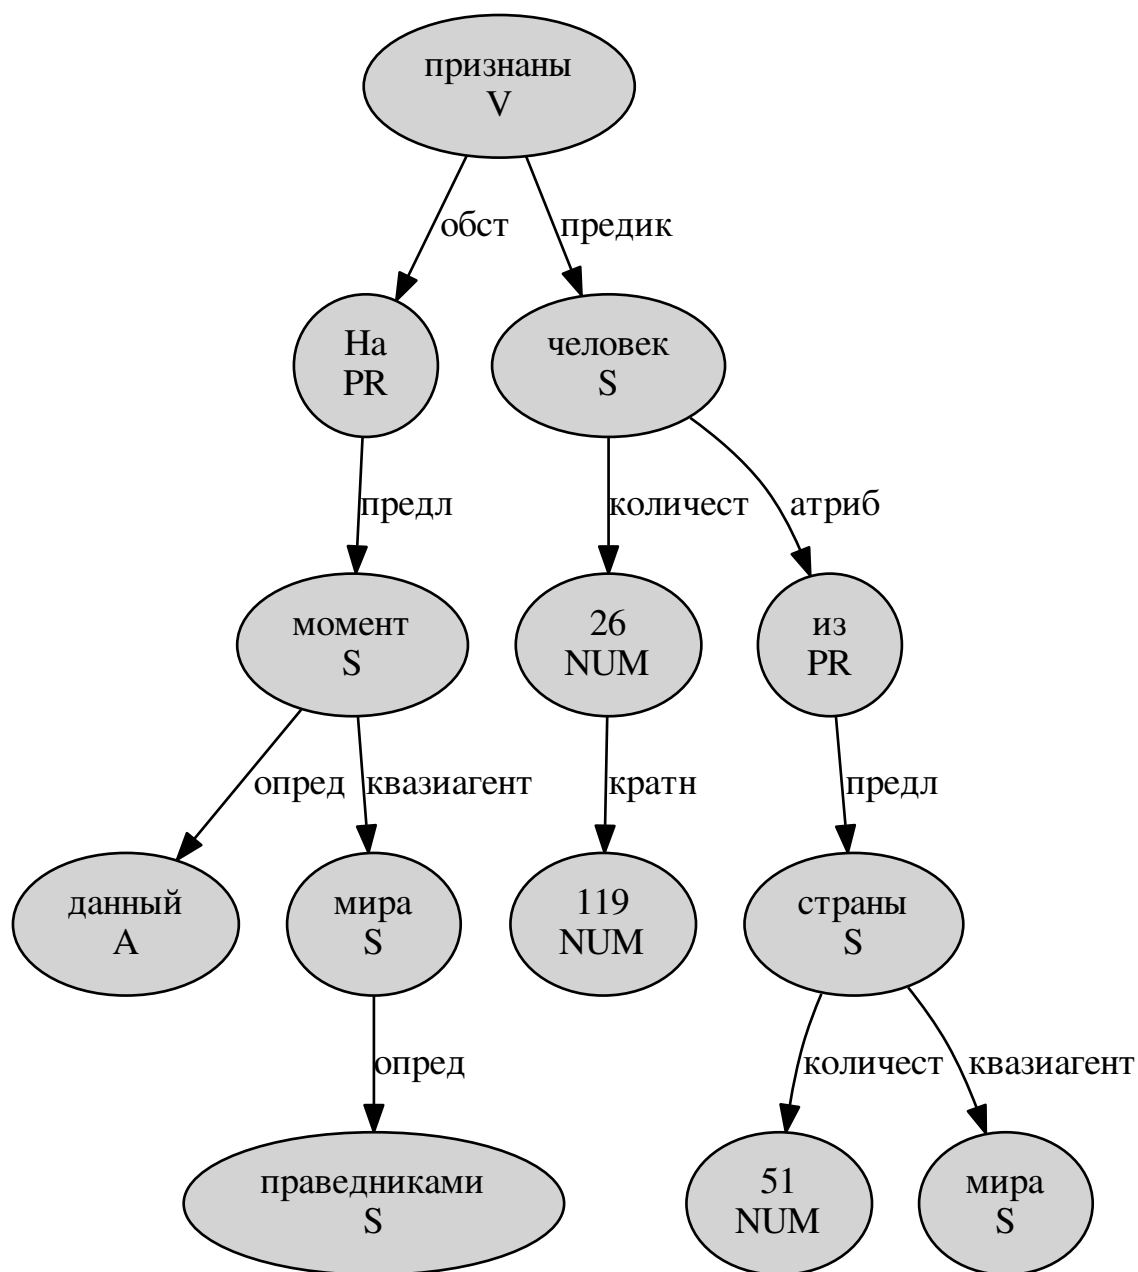 признаны
V
обст предик
На
PR
человек
S
предл количест атриб
момент
S
26
NUM
из
PR
опред квазиагент кратн предл
данный
A
мира
S
119
NUM
страны
S
опред количест квазиагент
праведниками
S
51
NUM
мира
S